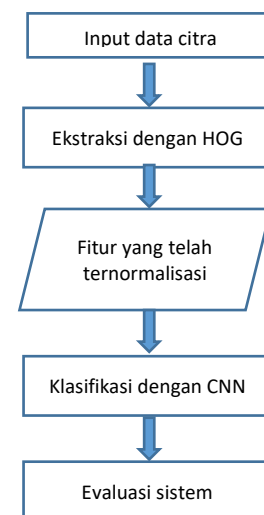 Input data citra
Ekstraksi dengan HOG
Fitur yang telah
ternormalisasi
Klasifikasi dengan CNN
Evaluasi sistem